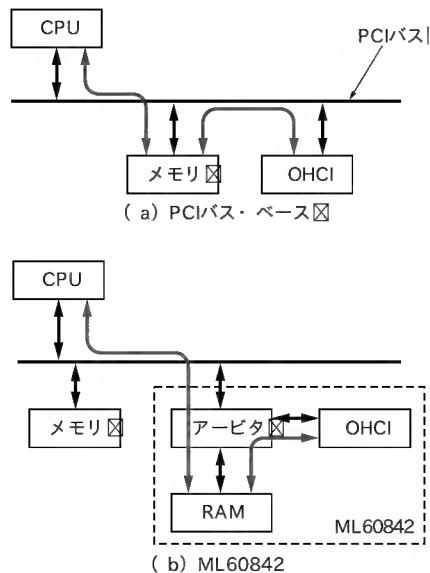 CPU
PCIバス
メモリ
OHCI
(a) PCIバス・ベース
CPU
メモリ
アービタ
OHCI
RAM
ML60842
(b) ML60842